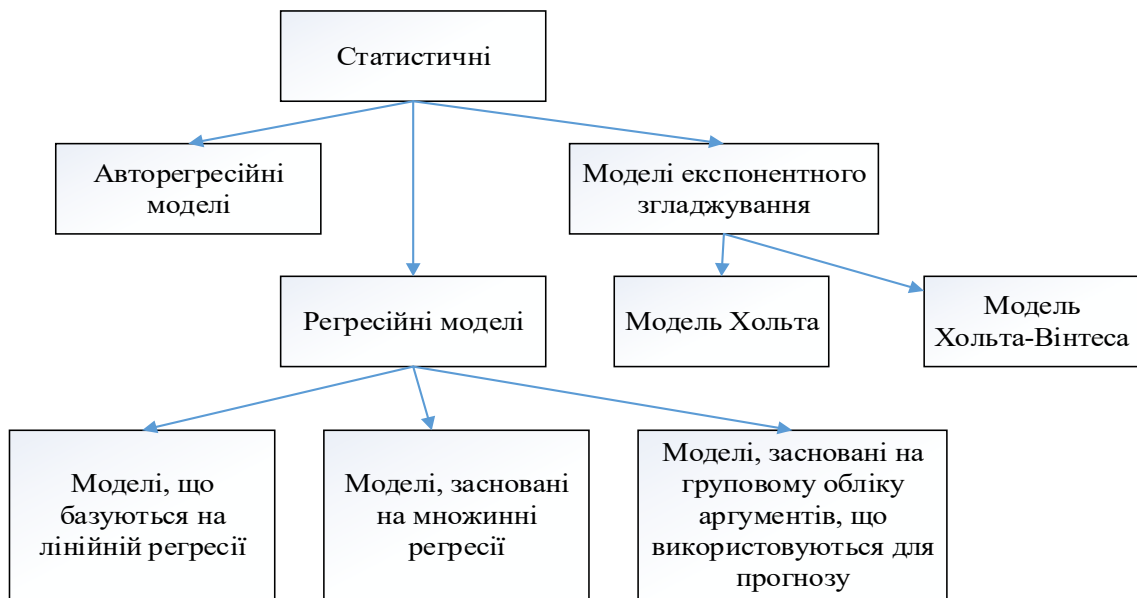 Статистичні
Авторегресійні
моделі
Моделі експонентного
згладжування
Регресійні моделі
Модель Хольта
Модель
Хольта-Вінтеса
Моделі, що
базуються на
лінійній регресії
Моделі, засновані
на множинні
регресії
Моделі, засновані на
груповому обліку
аргументів, що
використовуються для
прогнозу